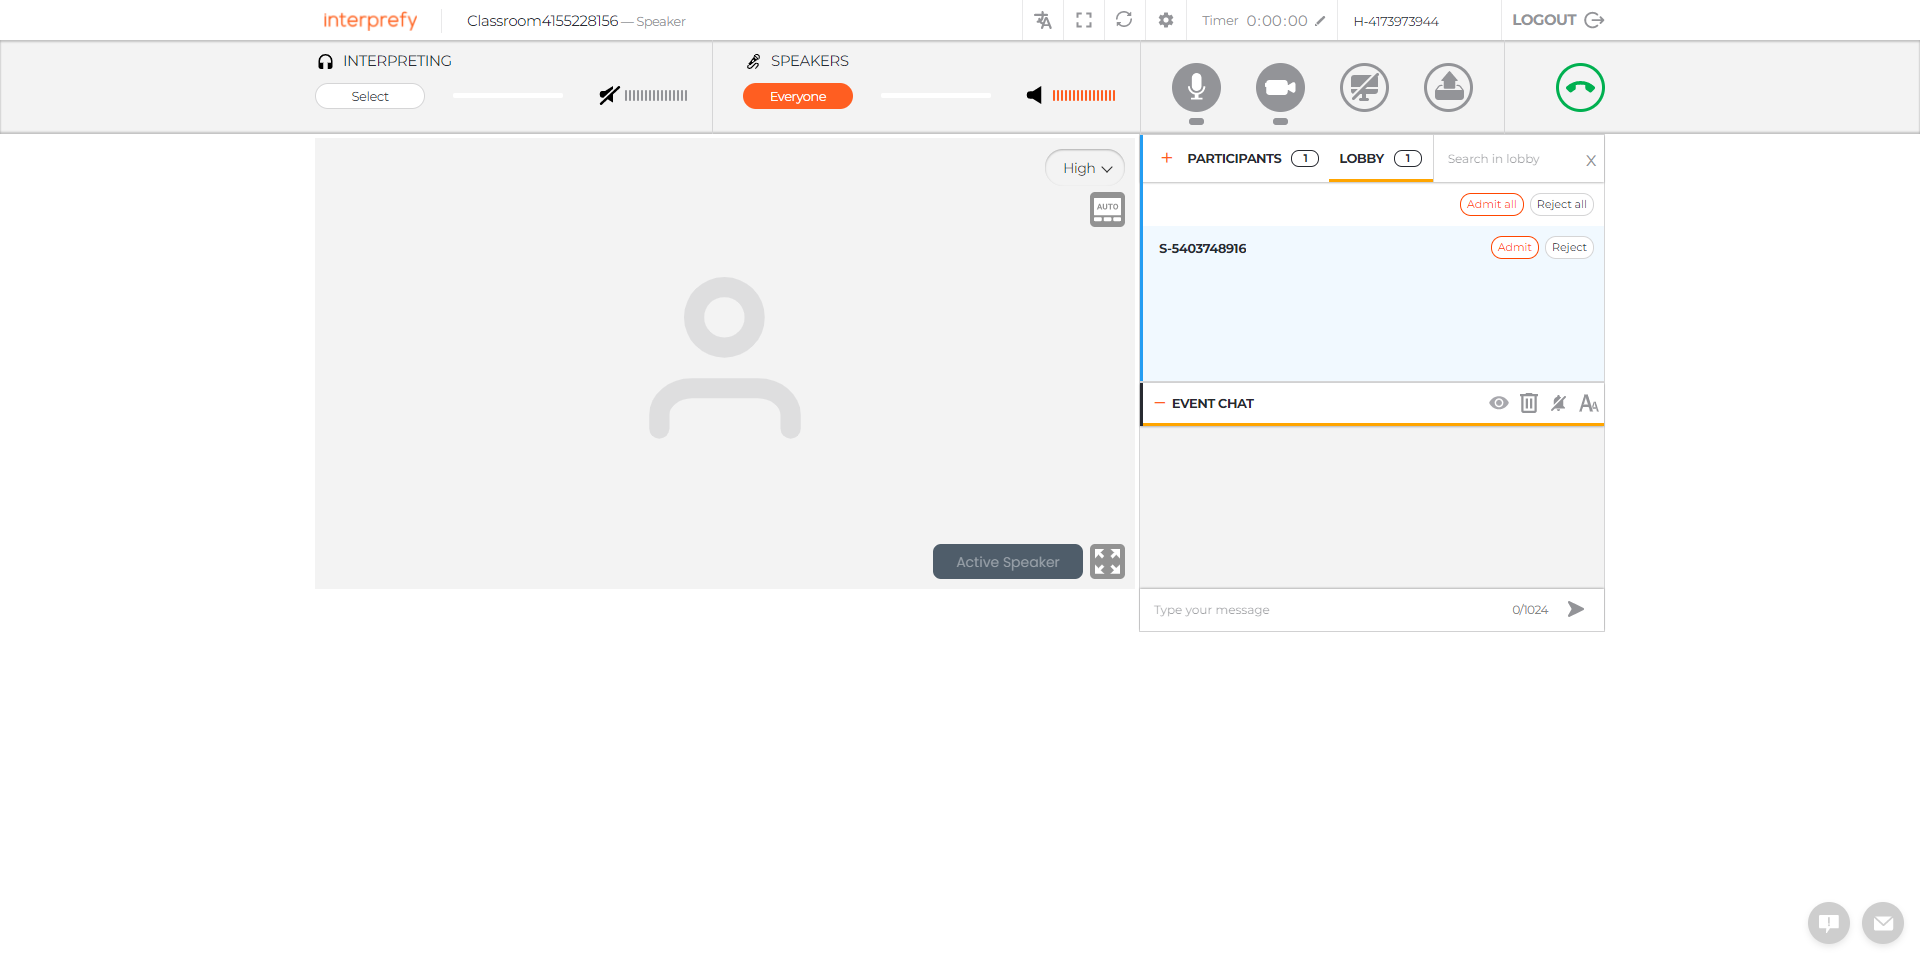 interprefy
Classroom4155228156 — Speaker
Timer 0:00:00
H-4173973944
LOGOUT
INTERPRETING
Select
SPEAKERS
Everyone
High
AUTO
Active Speaker
+ PARTICIPANTS 1
LOBBY 1
Search in lobby
X
Admit all
Reject all
S-5403748916
Admit
Reject
− EVENT CHAT
AA
Type your message
0/1024